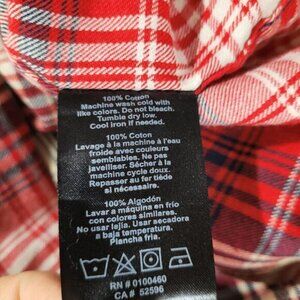 100% Cotton
Machine wash cold with
like colors. Do not bleach.
Tumble dry low.
Cool iron if needed.
100% Coton
Lavage à la machine à l'eau
froide avec couleurs
semblables. Ne pas
javellisant. Sécher à la
machine cycle doux.
Repasser au fer tiède
si nécessaire.
100% Algodón
Lavar a máquina en frío
con colores similares.
No usar lejía. Usar secadora
a baja temperatura.
Plancha fria.
RN # 0100460
CA # 52596